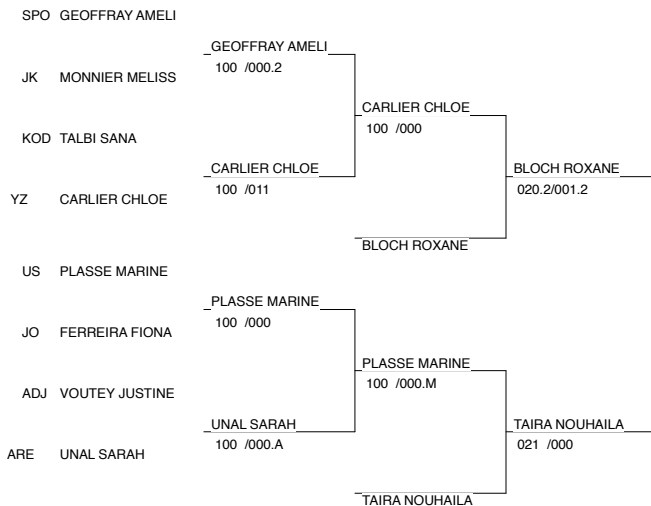 SPO GEOFFRAY AMELI
GEOFFRAY AMELI
100 /000.2
JK MONNIER MELISS
CARLIER CHLOE
100 /000
KOD TALBI SANA
CARLIER CHLOE
100 /011
BLOCH ROXANE
020.2/001.2
YZ CARLIER CHLOE
BLOCH ROXANE
US PLASSE MARINE
PLASSE MARINE
100 /000
JO FERREIRA FIONA
PLASSE MARINE
100 /000.M
ADJ VOUTEY JUSTINE
UNAL SARAH
100 /000.A
TAIRA NOUHAILA
021 /000
ARE UNAL SARAH
TAIRA NOUHAILA